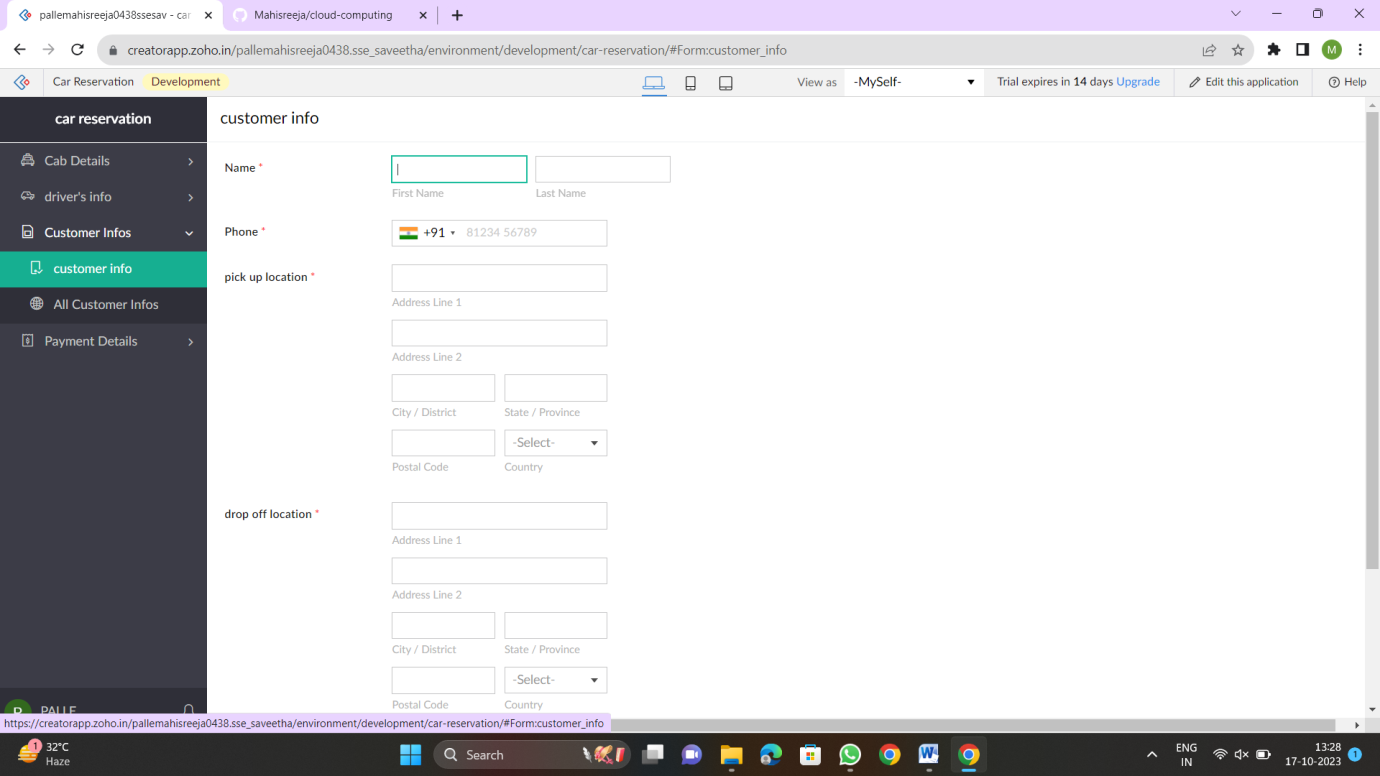 pallemahisreeja0438ssesav - car
Mahisreeja/cloud-computing
creatorapp.zoho.in/pallemahisreeja0438.sse_saveetha/environment/development/car-reservation/#Form:customer_info
M
Car Reservation Development View as -MySelf- Trial expires in 14 days Upgrade Edit this application Help
car reservation
Cab Details
driver's info
Customer Infos
customer info
All Customer Infos
Payment Details
customer info
Name *
First Name Last Name
Phone * +91 81234 56789
pick up location *
Address Line 1
Address Line 2
City / District State / Province
-Select-
Postal Code Country
drop off location *
Address Line 1
Address Line 2
City / District State / Province
-Select-
Postal Code Country
PALLE
https://creatorapp.zoho.in/pallemahisreeja0438.sse_saveetha/environment/development/car-reservation/#Form:customer_info
1
32°C
Haze
Search
ENG
IN
13:28
17-10-2023
1